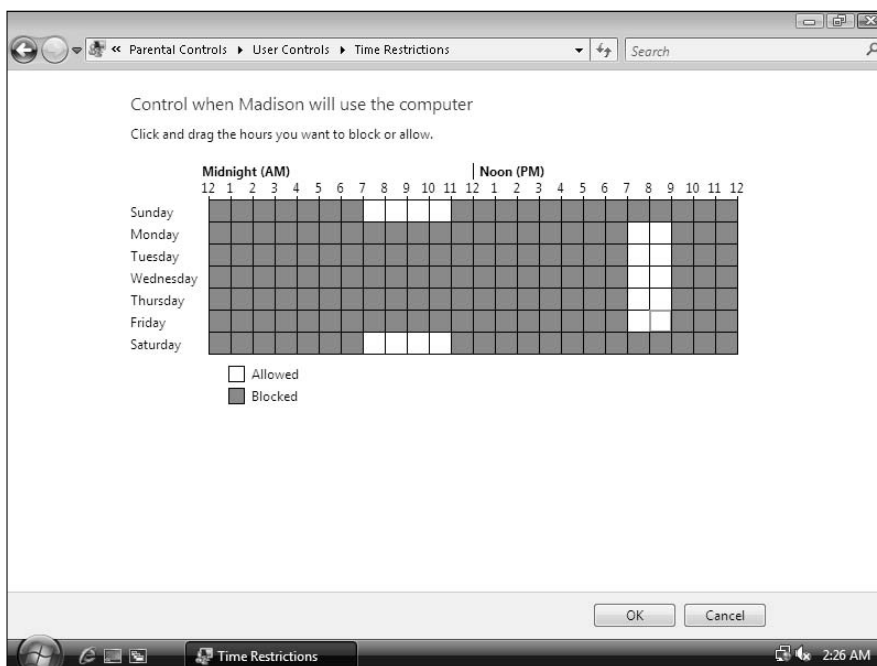 « Parental Controls ▸ User Controls ▸ Time Restrictions
Search
Control when Madison will use the computer
Click and drag the hours you want to block or allow.
Midnight (AM) Noon (PM)
12 1 2 3 4 5 6 7 8 9 10 11 12 1 2 3 4 5 6 7 8 9 10 11 12
Sunday
Monday
Tuesday
Wednesday
Thursday
Friday
Saturday
Allowed
Blocked
OK Cancel
Time Restrictions 2:26 AM